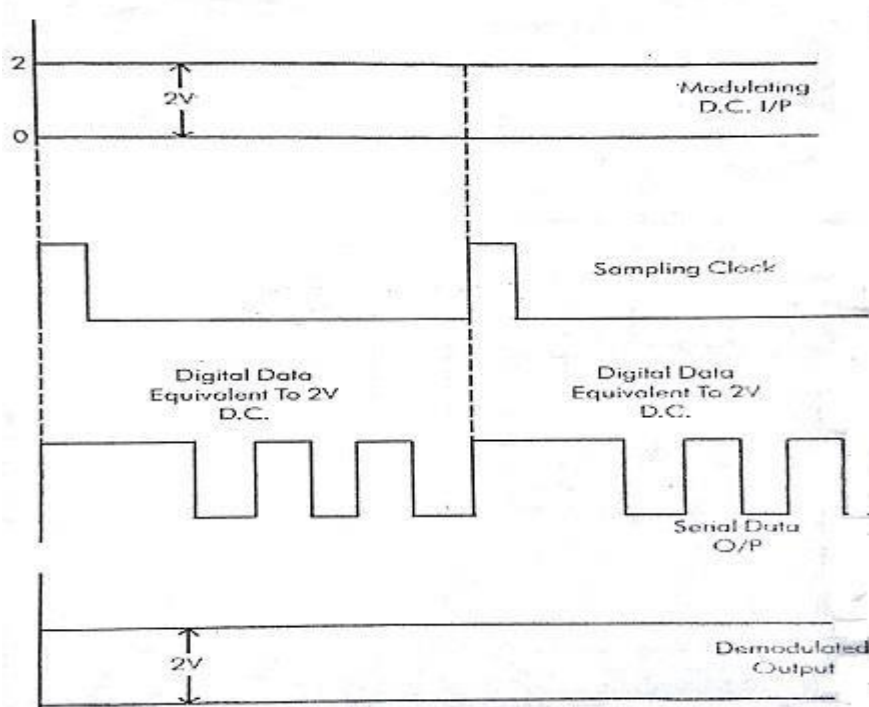 2
2V
Modulating
D.C. I/P
0
Sampling Clock
Digital Data
Equivalent To 2V
D.C.
Digital Data
Equivalent To 2V
D.C.
Serial Data
O/P
2V
Demodulated
Output